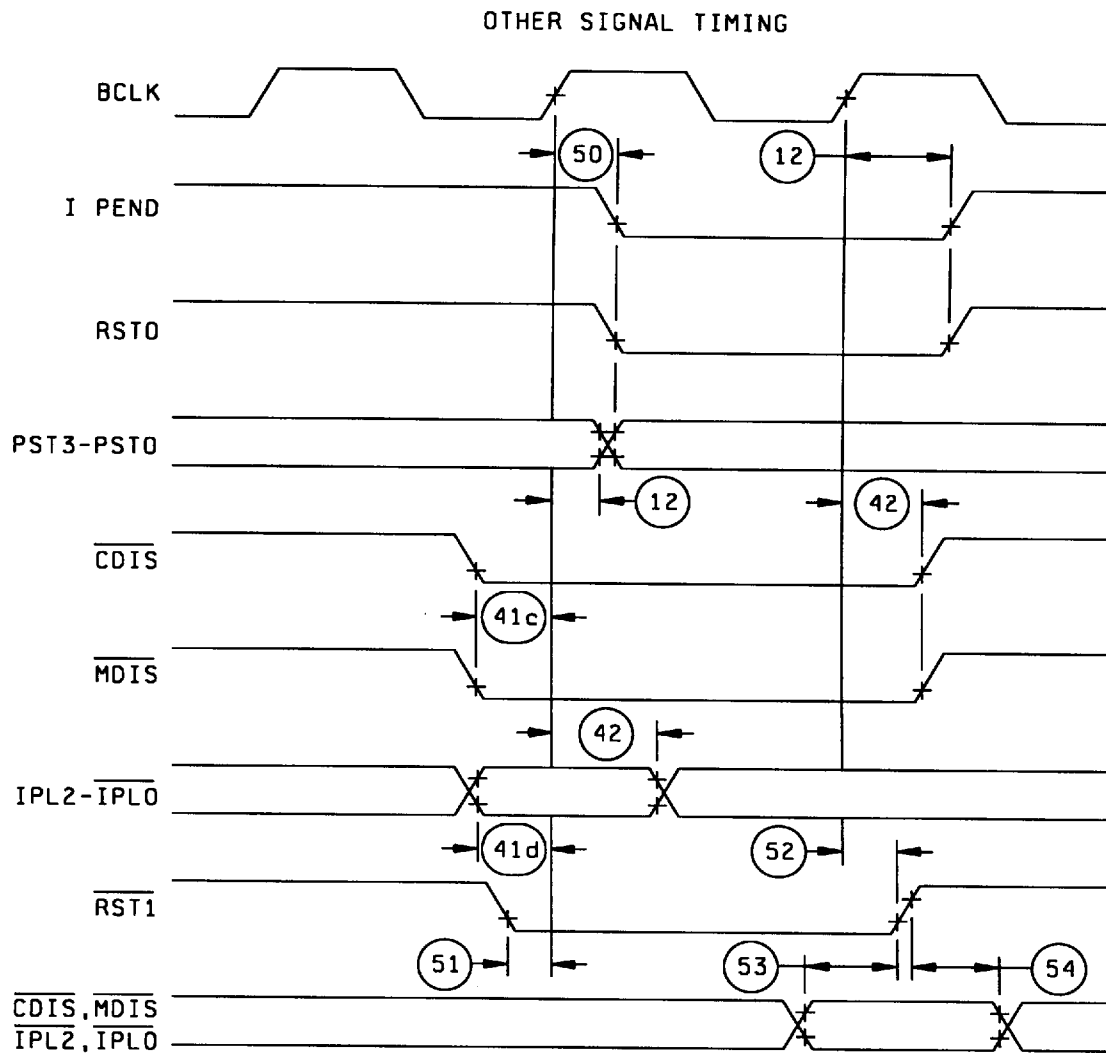 OTHER SIGNAL TIMING
BCLK
50
12
I PEND
RSTO
PST3-PSTO
12
42
CDIS
41c
MDIS
42
IPL2-IPLO
41d
52
RST1
51
53
54
CDIS,MDIS
IPL2,IPLO